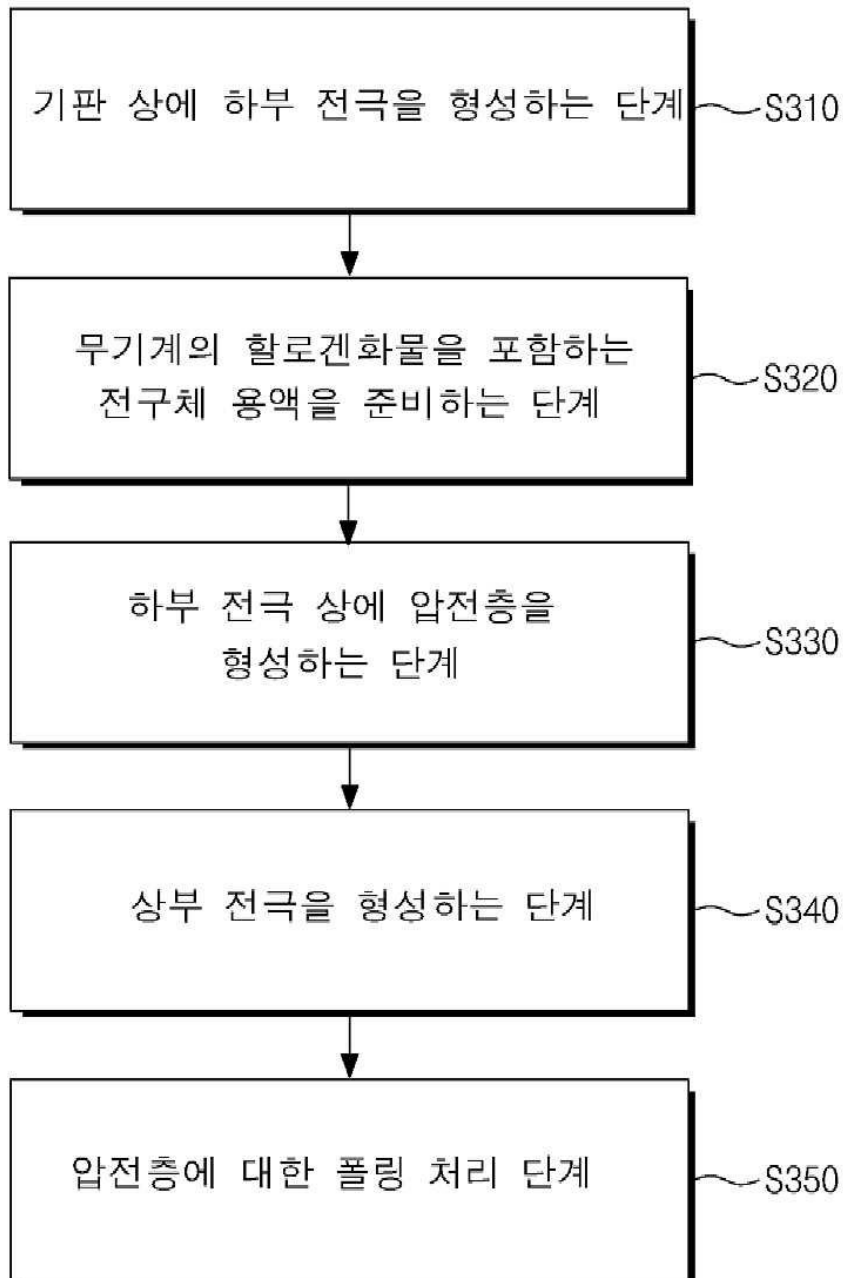 기판 상에 하부 전극을 형성하는 단계
S310
무기계의 할로겐화물을 포함하는
전구체 용액을 준비하는 단계
S320
하부 전극 상에 압전층을
형성하는 단계
S330
상부 전극을 형성하는 단계
S340
압전층에 대한 폴링 처리 단계
S350